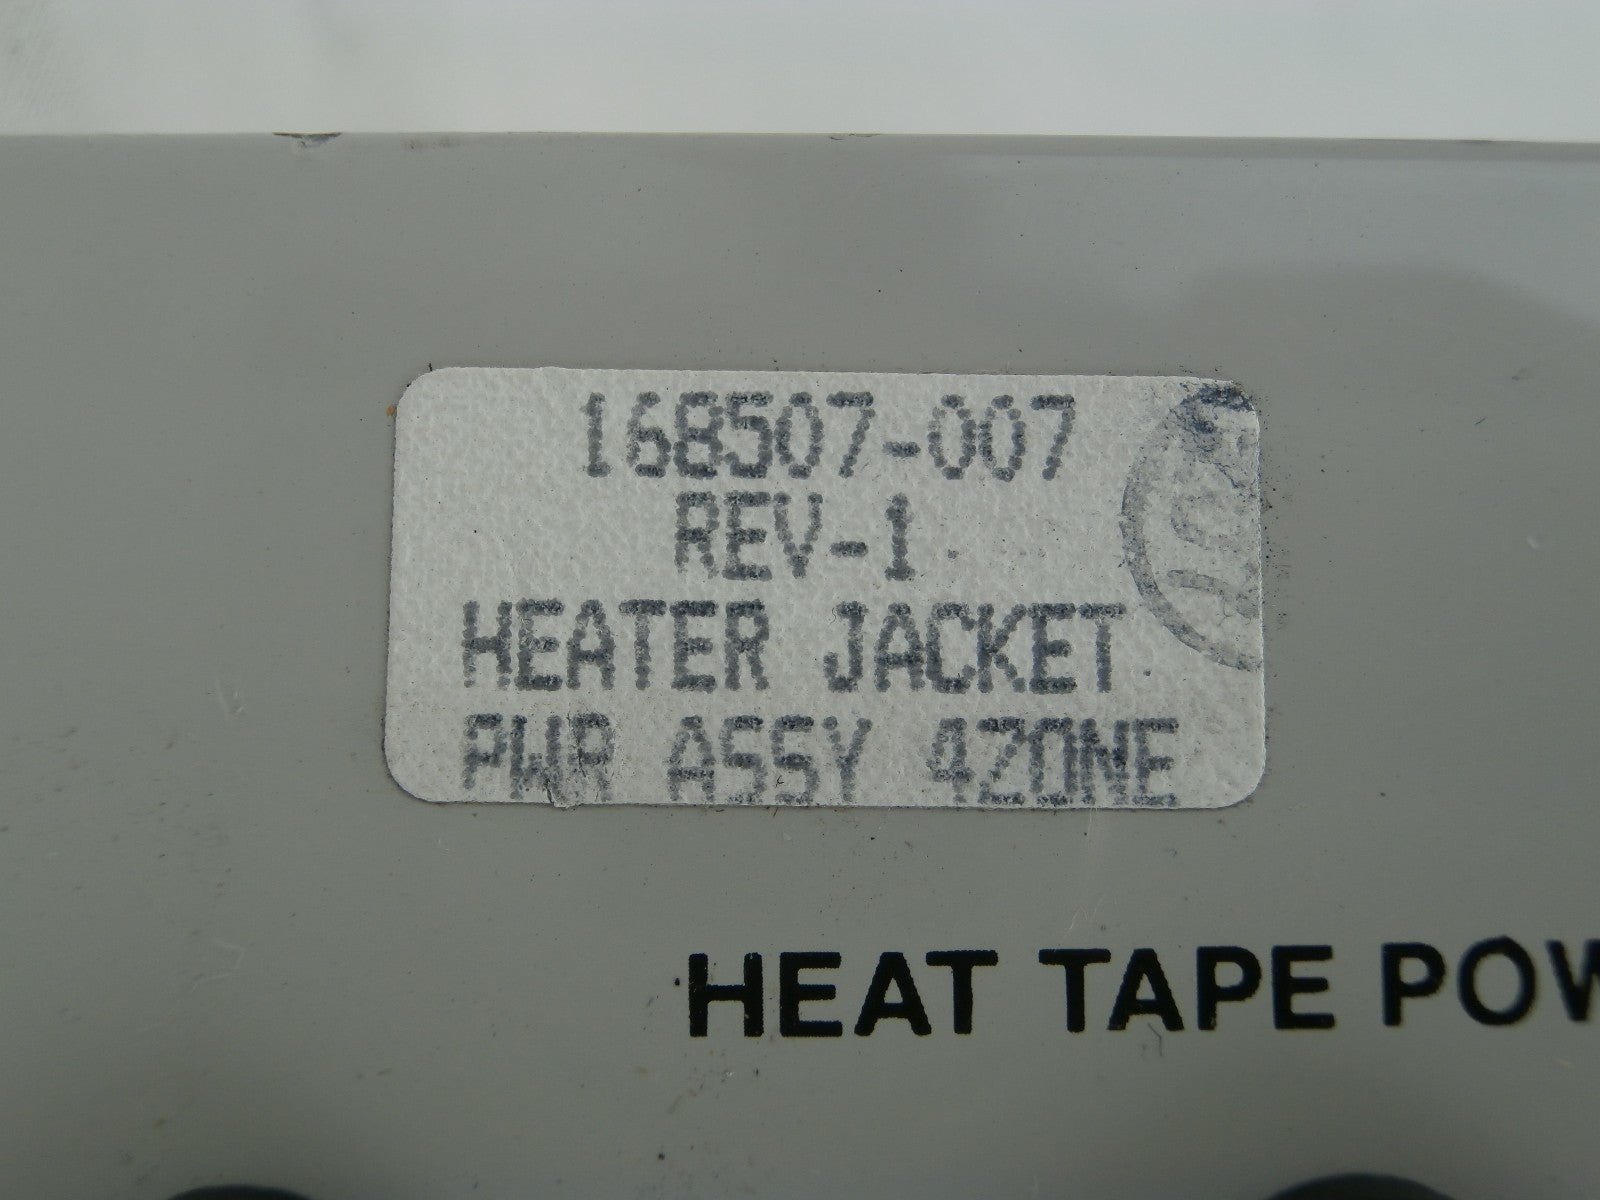 168507-007
REV-1
HEATER JACKET
PWR ASSY 4ZONE
HEAT TAPE POW